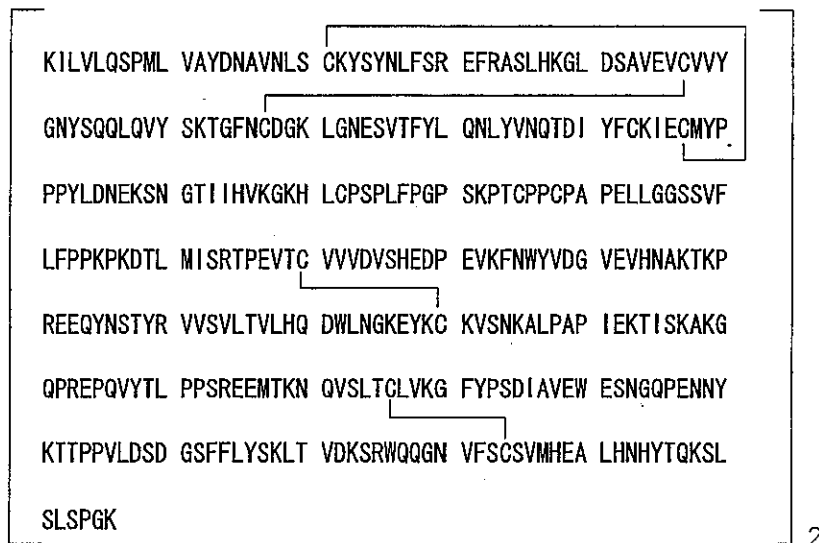 KILVLQSPML VAYDNAVNLS CKYSYNLFSR EFRASLHKGL DSAVEVCVVY
GNYSQQLQVY SKTGFNCDGK LGNESVTFYL QNLYVNQTDI YFCKIECMYP
PPYLDNEKSN GTIIHVKGKH LCPSPLFPGP SKPTCPPCPA PELLGGSSVF
LFPPKPKDTL MISRTPEVTC VVVDVSHEDP EVKFNWYVDG VEVHNAKTKP
REEQYNSTYR VVSVLTVLHQ DWLNGKEYKC KVSNKALPAP IEKTISKAKG
QPREPQVYTL PPSREEMTKN QVSLTCLVKG FYPSDIAVEW ESNGQPENNY
KTTPPVLDSD GSFFLYSKLT VDKSRWQQGN VFSCSVMHEA LHNHYTQKSL
SLSPGK
2